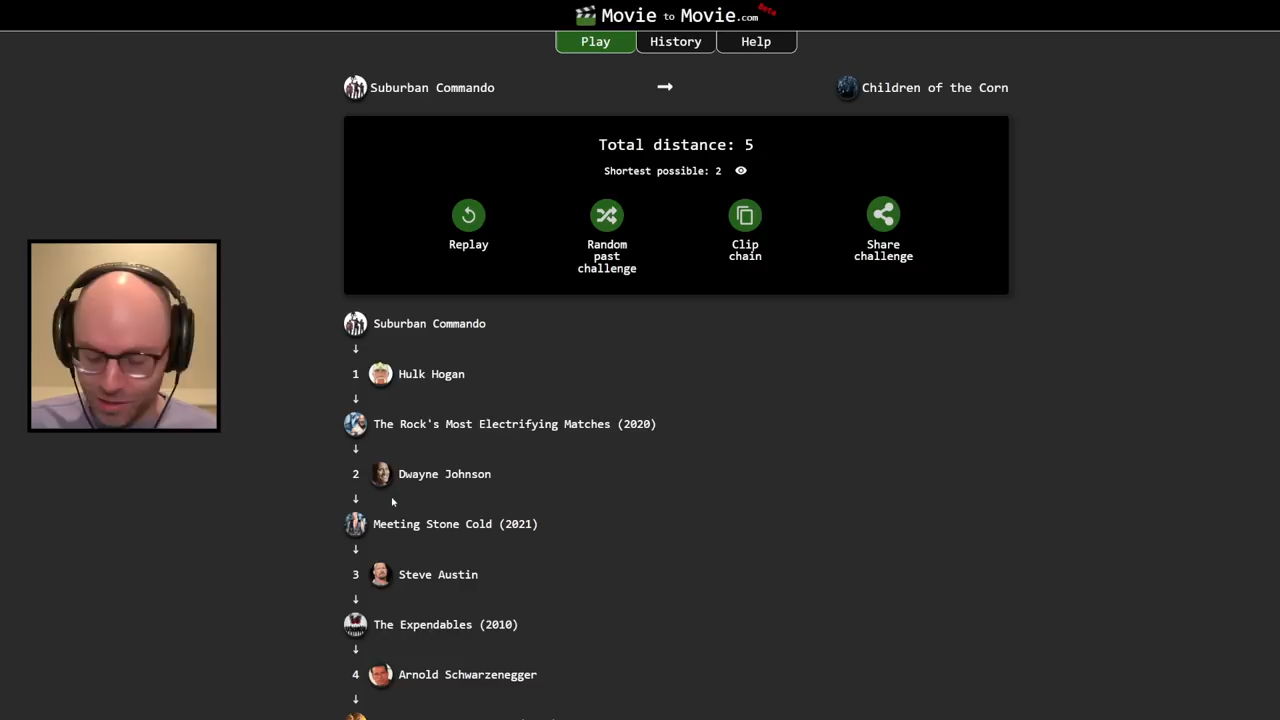 Movie to Movie.com Beta
Play History Help
Suburban Commando → Children of the Corn
Total distance: 5
Shortest possible: 2
Replay
Random past challenge
Clip chain
Share challenge
Suburban Commando
↓
1 Hulk Hogan
↓
The Rock's Most Electrifying Matches (2020)
↓
2 Dwayne Johnson
↓
Meeting Stone Cold (2021)
↓
3 Steve Austin
↓
The Expendables (2010)
↓
4 Arnold Schwarzenegger
↓